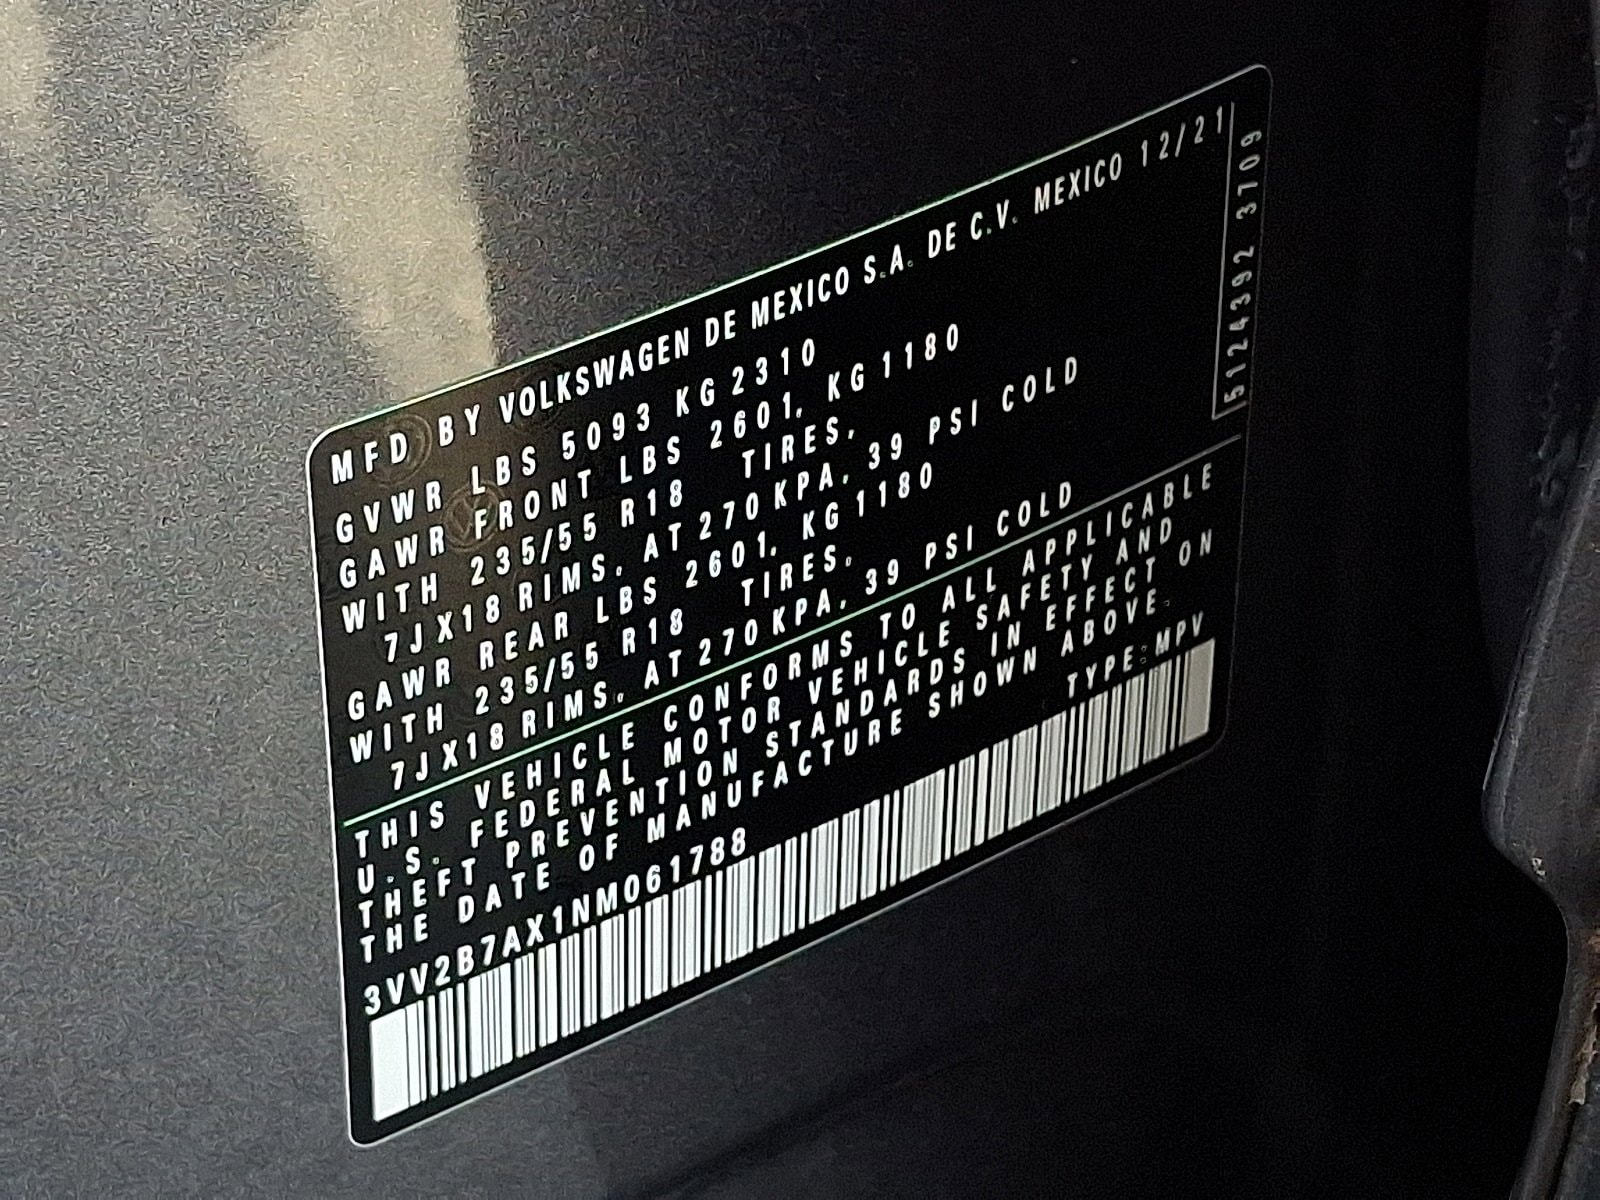 MFD BY VOLKSWAGEN DE MEXICO S.A. DE C.V. MEXICO 12/21
GVWR LBS 5093 KG 2310
GAWR FRONT LBS 2601. KG 1180
WITH 235/55 R18 TIRES.
7JX18 RIMS. AT 270 KPA. 39 PSI COLD
GAWR REAR LBS 2601. KG 1180
WITH 235/55 R18 TIRES.
7JX18 RIMS. AT 270 KPA. 39 PSI COLD
THIS VEHICLE CONFORMS TO ALL APPLICABLE
U.S. FEDERAL MOTOR VEHICLE SAFETY AND
THEFT PREVENTION STANDARDS IN EFFECT ON
THE DATE OF MANUFACTURE SHOWN ABOVE.
3VV2B7AX1NM061788 TYPE:MPV
5124392 3709